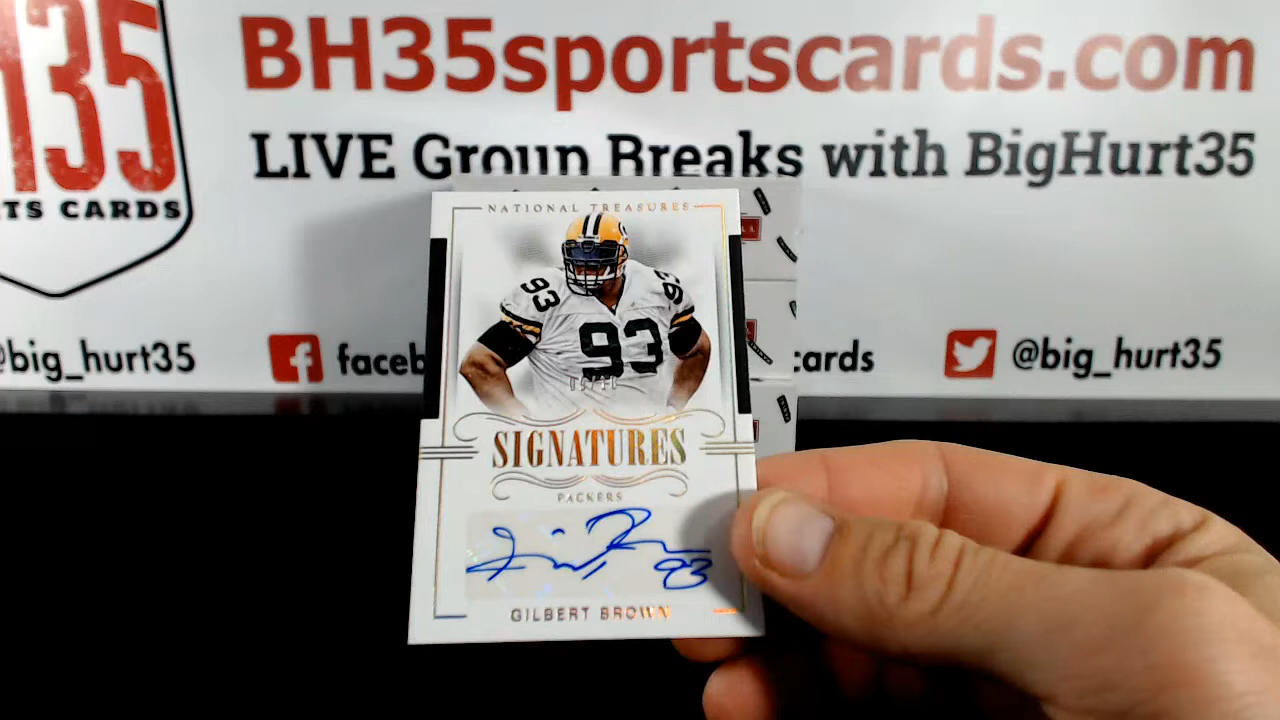 BH35sportscards.com
LIVE Group Breaks with BigHurt35
135
TS CARDS
big_hurt35
faceb
cards
@big_hurt35
NATIONAL TREASURES
93
93
93
SIGNATURES
PACKERS
93
GILBERT BROWN